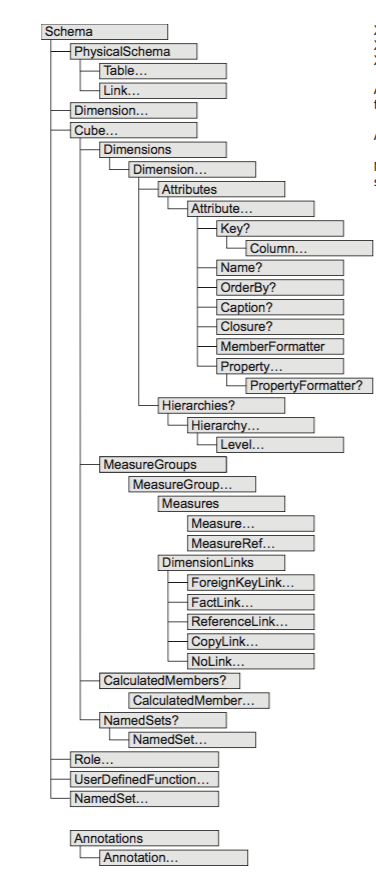 Schema
PhysicalSchema
Table...
Link...
Dimension...
Cube...
Dimensions
Dimension...
Attributes
Attribute...
Key?
Column...
Name?
OrderBy?
Caption?
Closure?
MemberFormatter
Property...
PropertyFormatter?
Hierarchies?
Hierarchy...
Level...
MeasureGroups
MeasureGroup...
Measures
Measure...
MeasureRef...
DimensionLinks
ForeignKeyLink...
FactLink...
ReferenceLink...
CopyLink...
NoLink...
CalculatedMembers?
CalculatedMember...
NamedSets?
NamedSet...
Role...
UserDefinedFunction...
NamedSet...
Annotations
Annotation...